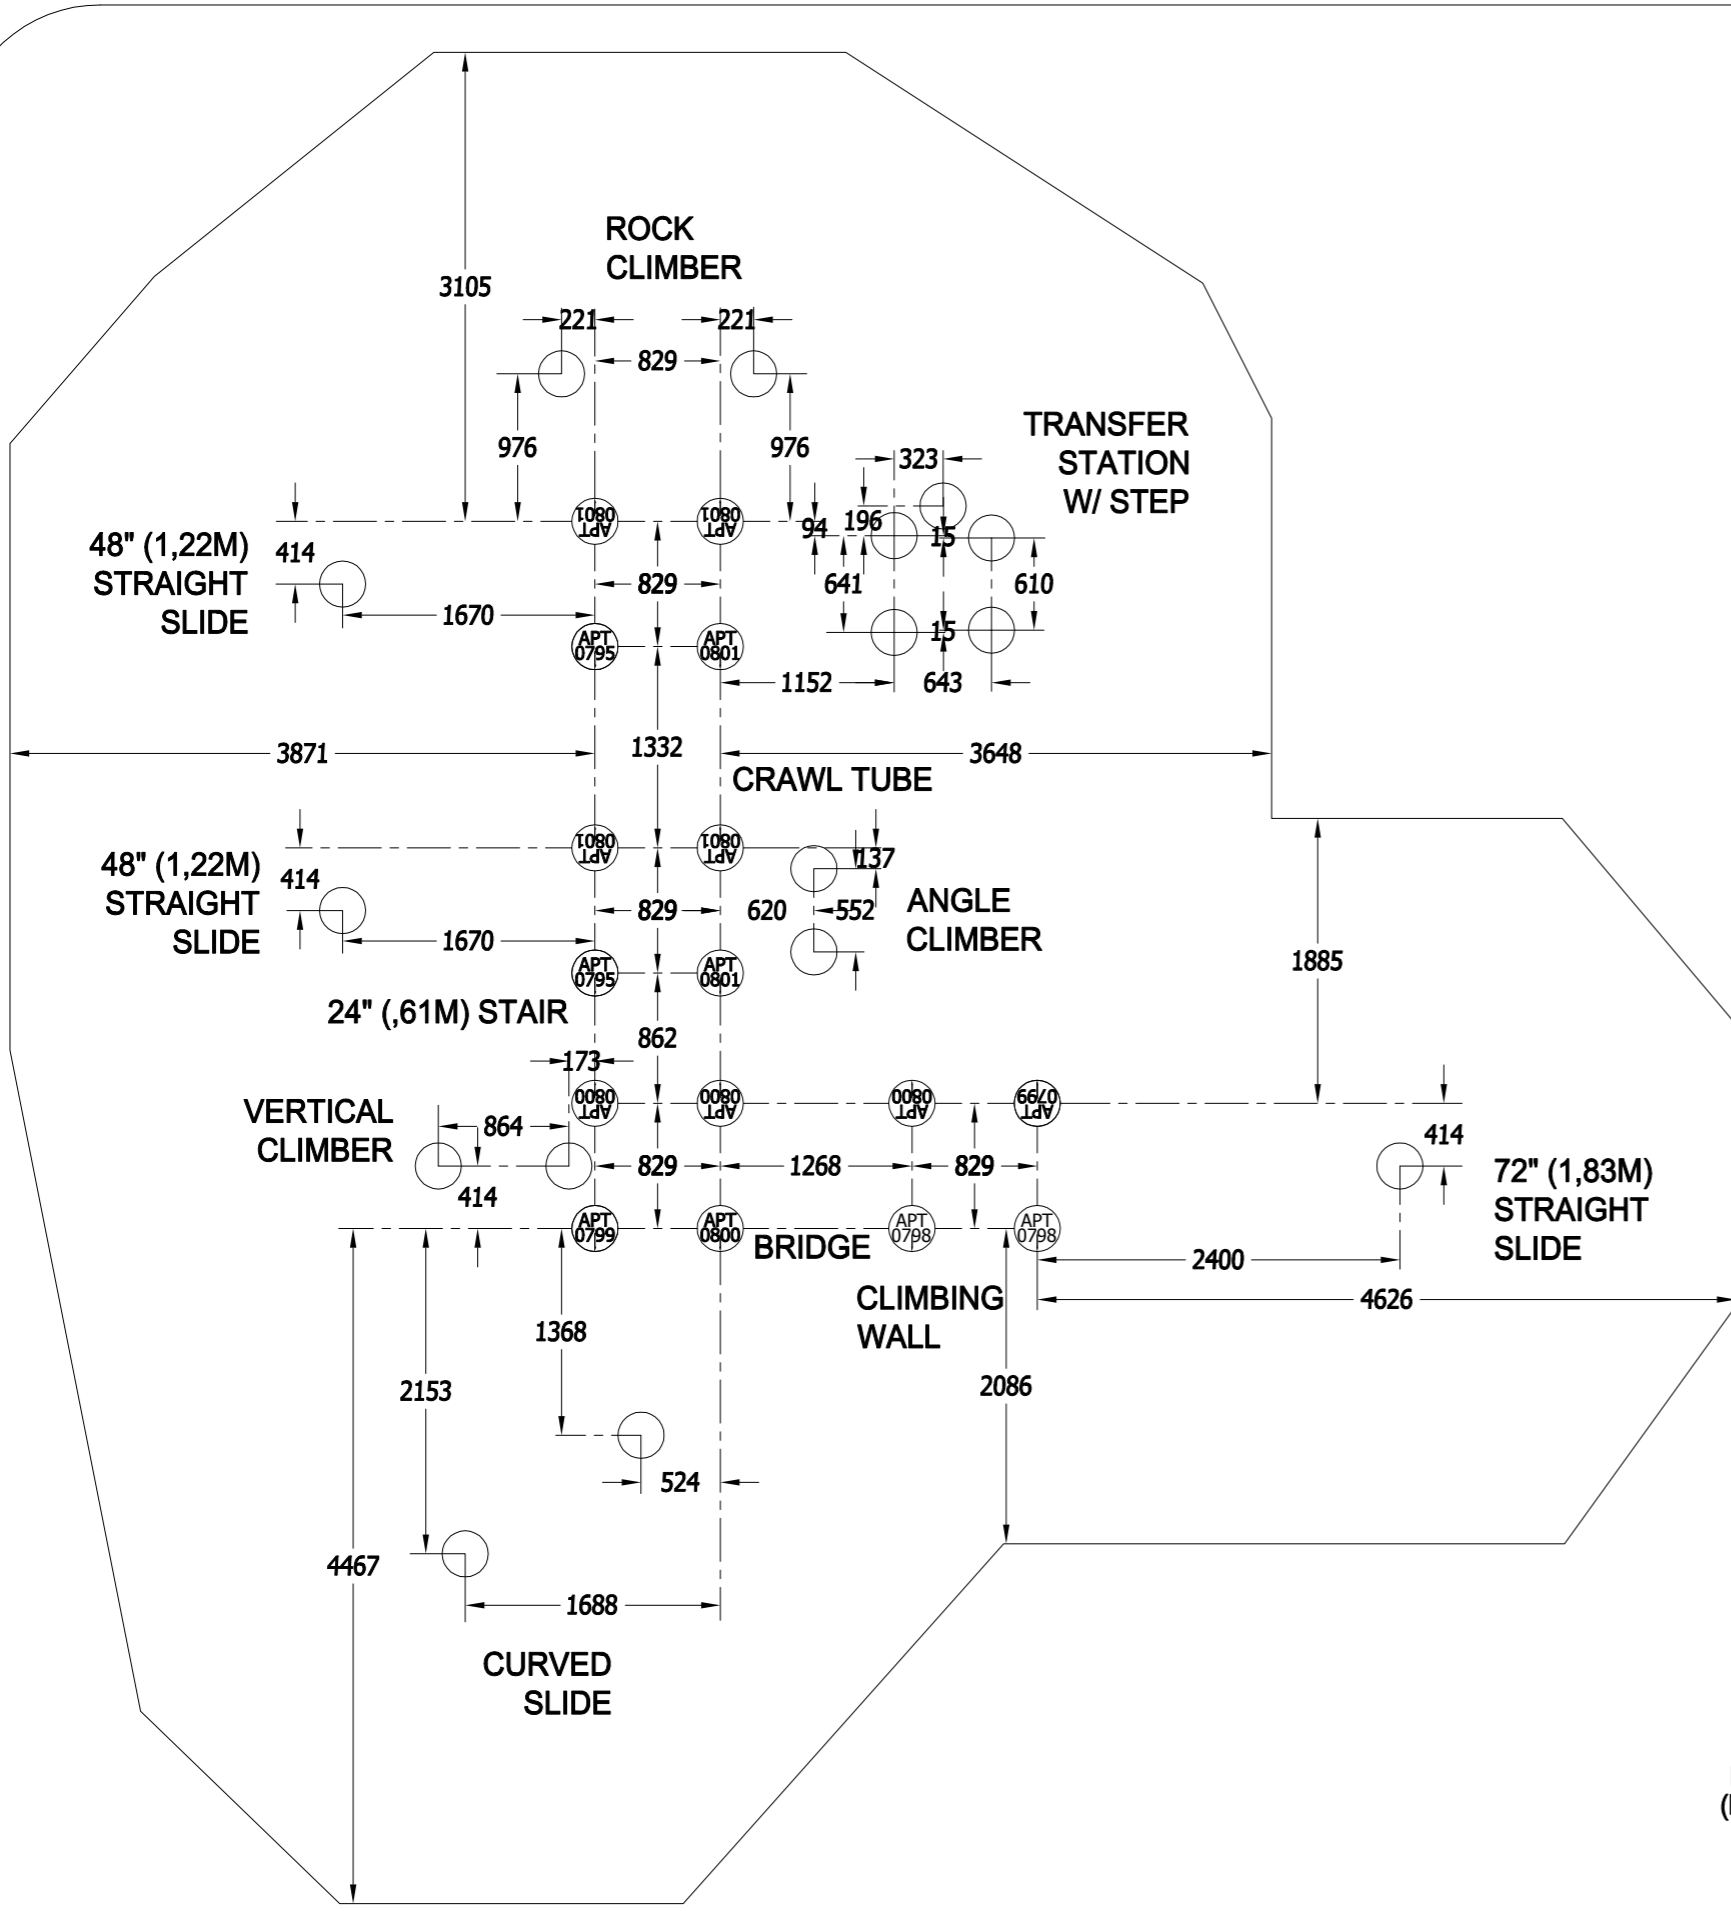 ROCK
CLIMBER
3105
221
221
829
976
976
TRANSFER
STATION
W/ STEP
323
94
196
15
641
610
15
1152
643
APT
0801
APT
0801
48" (1,22M)
STRAIGHT
SLIDE
414
829
1670
APT
0795
APT
0801
3871
1332
3648
CRAWL TUBE
APT
0801
APT
0801
137
48" (1,22M)
STRAIGHT
SLIDE
414
829
620
552
ANGLE
CLIMBER
1670
APT
0795
APT
0801
1885
24" (,61M) STAIR
862
173
APT
0800
APT
0800
APT
0800
APT
0799
VERTICAL
CLIMBER
864
414
829
1268
829
414
72" (1,83M)
STRAIGHT
SLIDE
APT
0799
APT
0800
BRIDGE
APT
0798
APT
0798
2400
4626
CLIMBING
WALL
1368
2153
2086
524
4467
1688
CURVED
SLIDE